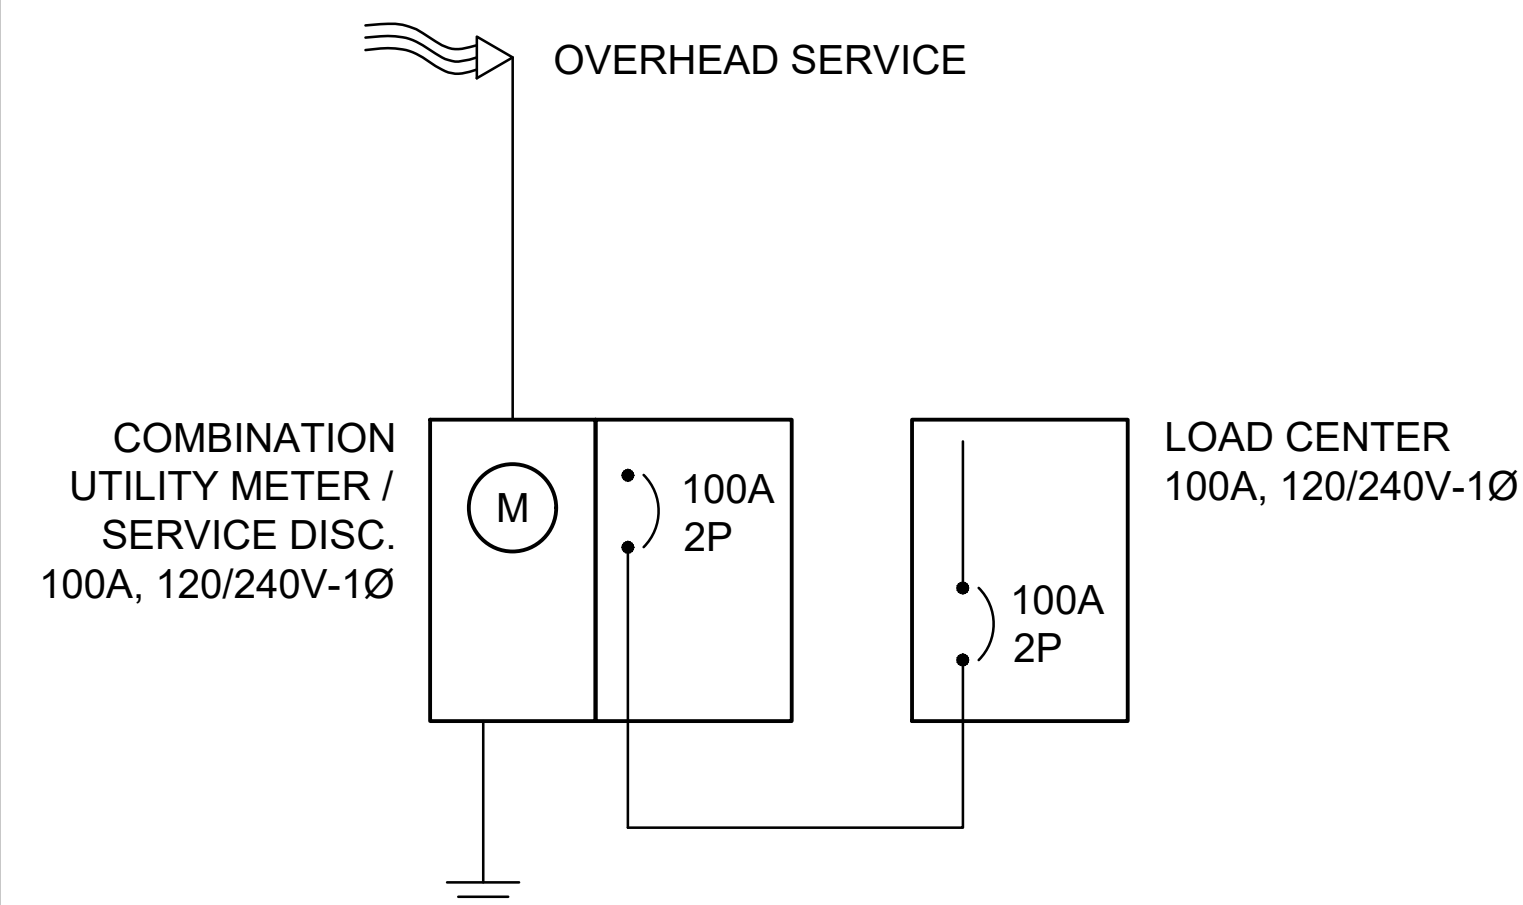 OVERHEAD SERVICE
COMBINATION
UTILITY METER /
SERVICE DISC.
100A, 120/240V-1Ø
M
100A
2P
LOAD CENTER
100A, 120/240V-1Ø
100A
2P